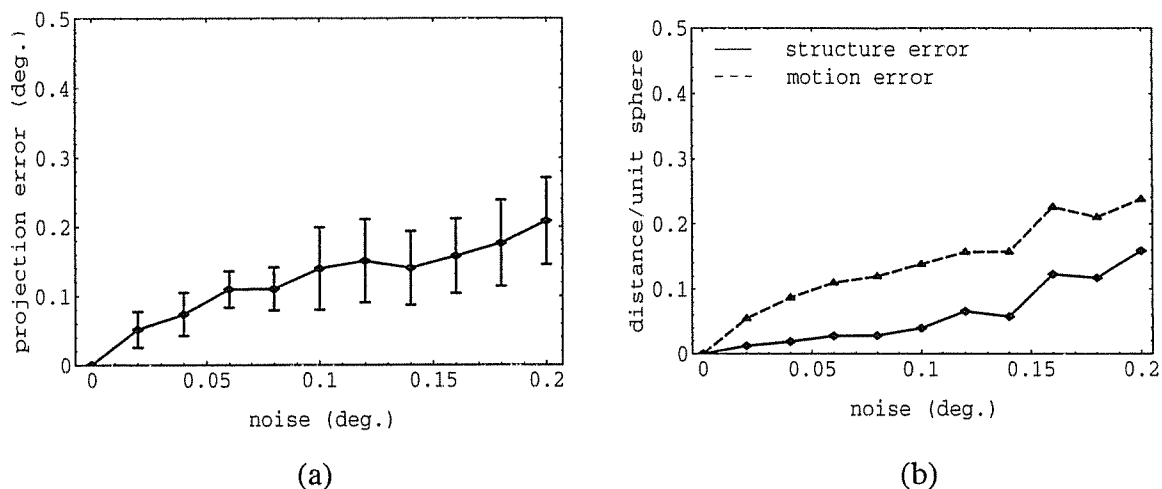 0.5
0.4
0.3
0.2
0.1
0
projection error (deg.)
0 0.05 0.1 0.15 0.2
noise (deg.)
(a)
0.5
0.4
0.3
0.2
0.1
0
distance/unit sphere
structure error
motion error
0 0.05 0.1 0.15 0.2
noise (deg.)
(b)